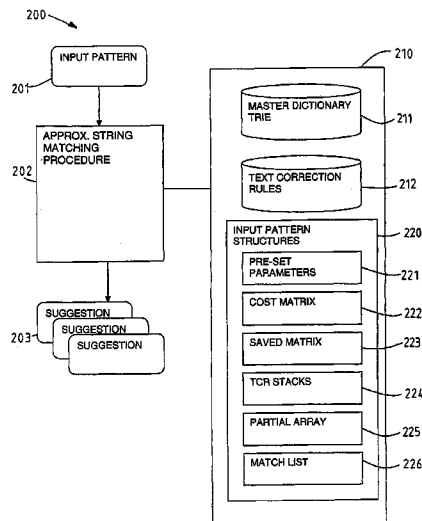 200
INPUT PATTERN
201
APPROX. STRING
MATCHING
PROCEDURE
202
SUGGESTION
SUGGESTION
SUGGESTION
203
210
MASTER DICTIONARY
TRIE
211
TEXT CORRECTION
RULES
212
INPUT PATTERN
STRUCTURES
220
PRE-SET
PARAMETERS
221
COST MATRIX
222
SAVED MATRIX
223
TCR STACKS
224
PARTIAL ARRAY
225
MATCH LIST
226